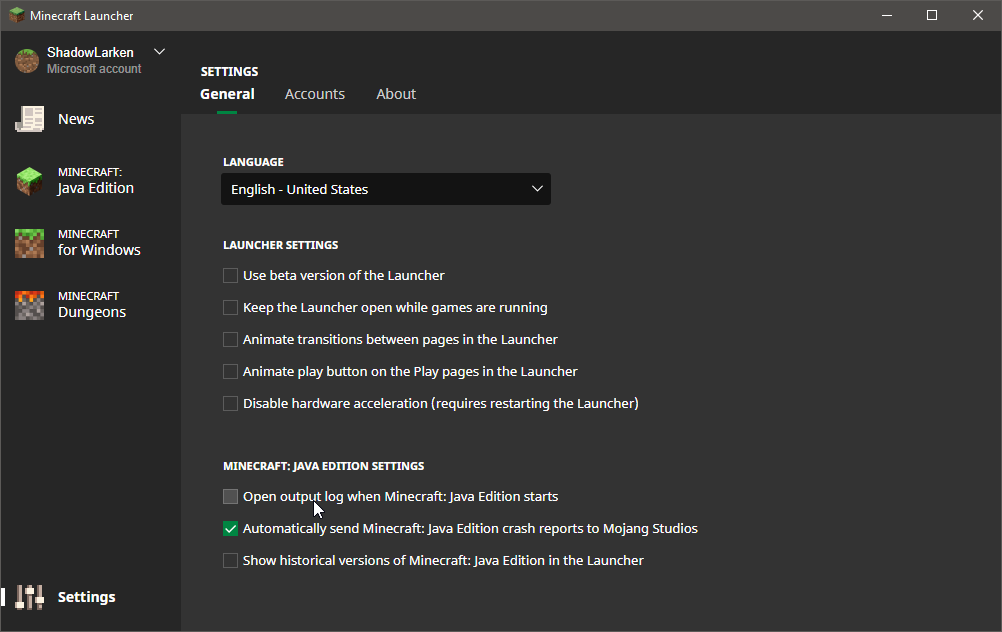 Minecraft Launcher
ShadowLarken
Microsoft account
News
MINECRAFT:
Java Edition
MINECRAFT
for Windows
MINECRAFT
Dungeons
Settings
SETTINGS
General Accounts About
LANGUAGE
English - United States
LAUNCHER SETTINGS
Use beta version of the Launcher
Keep the Launcher open while games are running
Animate transitions between pages in the Launcher
Animate play button on the Play pages in the Launcher
Disable hardware acceleration (requires restarting the Launcher)
MINECRAFT: JAVA EDITION SETTINGS
Open output log when Minecraft: Java Edition starts
Automatically send Minecraft: Java Edition crash reports to Mojang Studios
Show historical versions of Minecraft: Java Edition in the Launcher